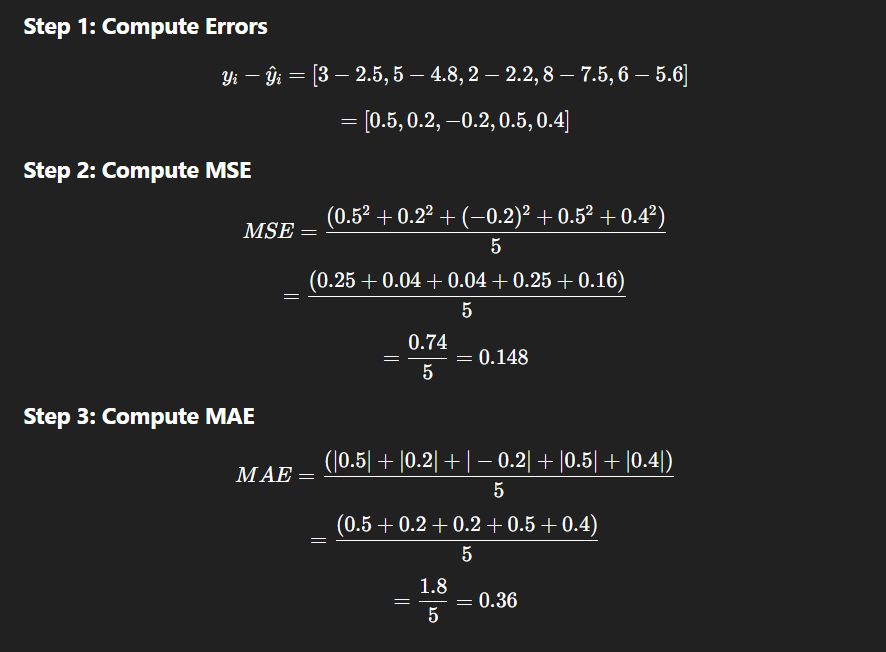 Step 1: Compute Errors
yᵢ − ŷᵢ = [3 − 2.5, 5 − 4.8, 2 − 2.2, 8 − 7.5, 6 − 5.6]
= [0.5, 0.2, −0.2, 0.5, 0.4]
Step 2: Compute MSE
MSE = (0.5² + 0.2² + (−0.2)² + 0.5² + 0.4²) / 5
= (0.25 + 0.04 + 0.04 + 0.25 + 0.16) / 5
= 0.74 / 5 = 0.148
Step 3: Compute MAE
MAE = (|0.5| + |0.2| + | − 0.2| + |0.5| + |0.4|) / 5
= (0.5 + 0.2 + 0.2 + 0.5 + 0.4) / 5
= 1.8 / 5 = 0.36